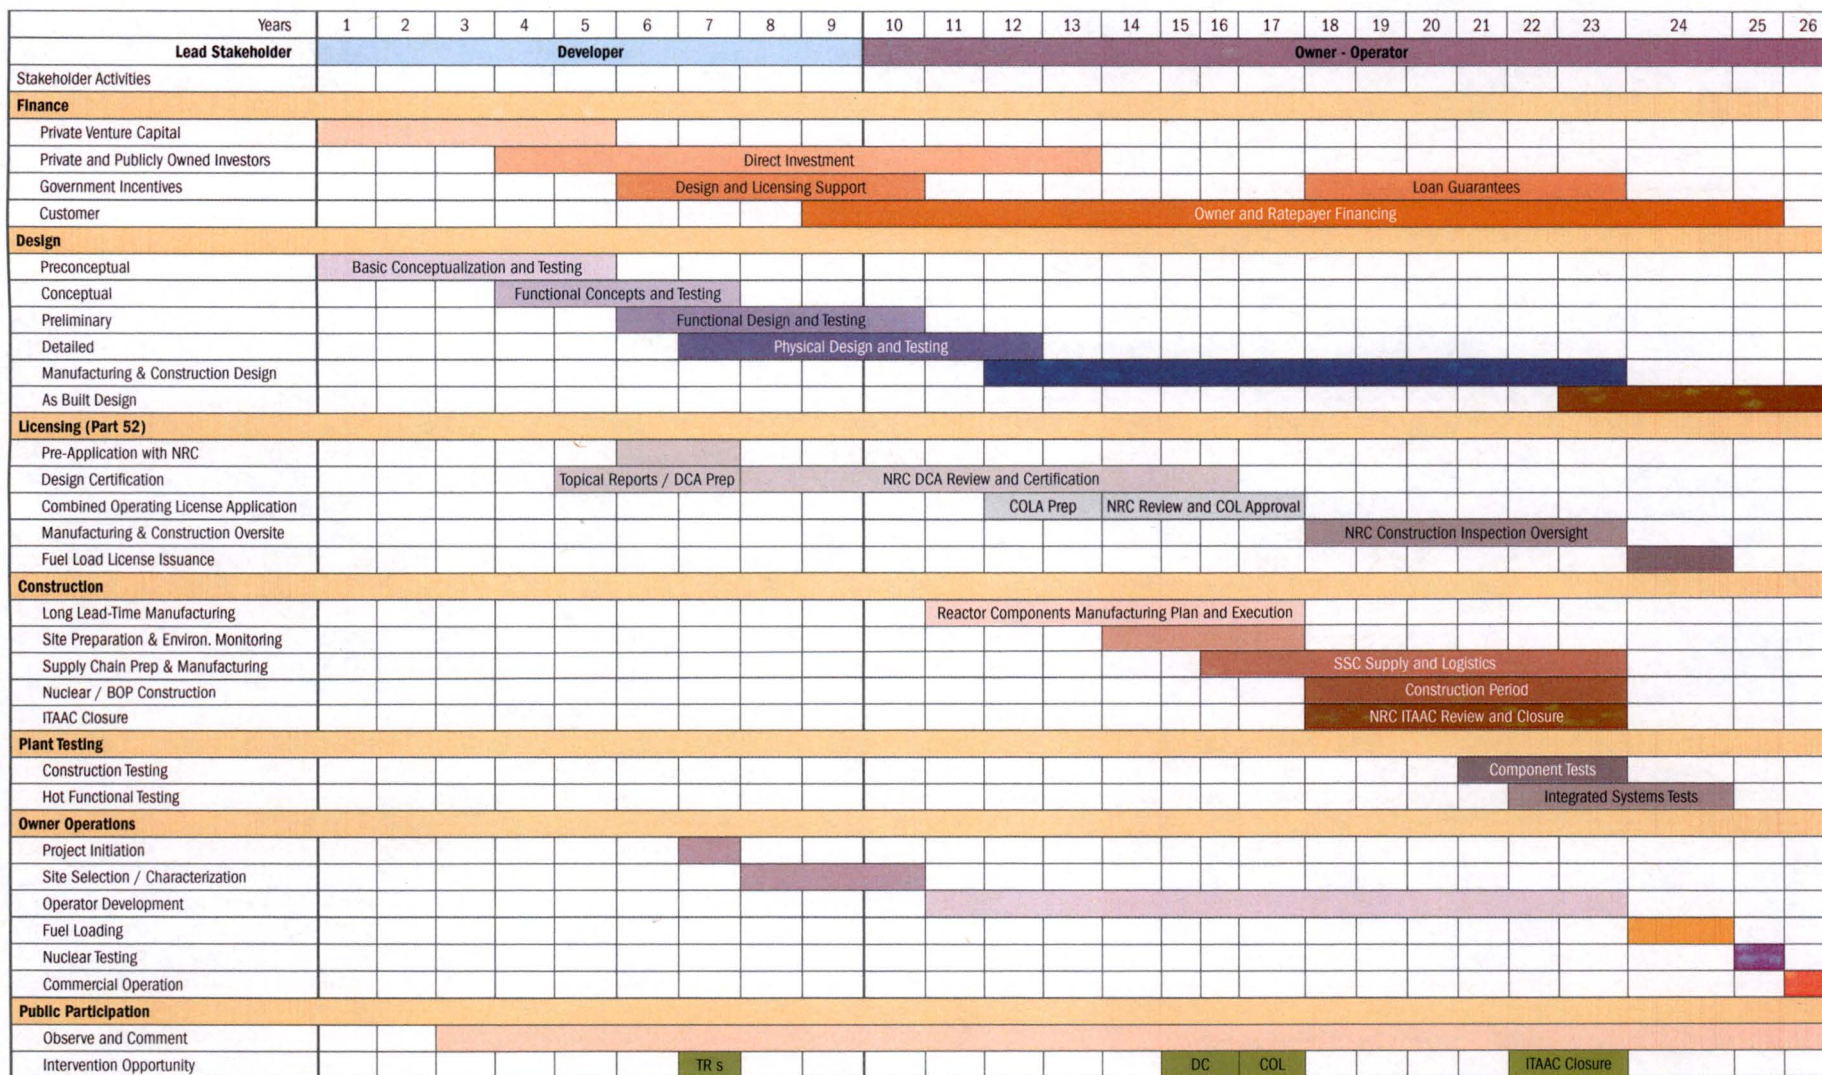 Years 1 2 3 4 5 6 7 8 9 10 11 12 13 14 15 16 17 18 19 20 21 22 23 24 25 26
Lead Stakeholder Developer Owner - Operator
Stakeholder Activities
Finance
Private Venture Capital
Private and Publicly Owned Investors Direct Investment
Government Incentives Design and Licensing Support Loan Guarantees
Customer Owner and Ratepayer Financing
Design
Preconceptual Basic Conceptualization and Testing
Conceptual Functional Concepts and Testing
Preliminary Functional Design and Testing
Detailed Physical Design and Testing
Manufacturing & Construction Design
As Built Design
Licensing (Part 52)
Pre-Application with NRC
Design Certification Topical Reports / DCA Prep NRC DCA Review and Certification
Combined Operating License Application COLA Prep NRC Review and COL Approval
Manufacturing & Construction Oversite NRC Construction Inspection Oversight
Fuel Load License Issuance
Construction
Long Lead-Time Manufacturing Reactor Components Manufacturing Plan and Execution
Site Preparation & Environ. Monitoring
Supply Chain Prep & Manufacturing SSC Supply and Logistics
Nuclear / BOP Construction Construction Period
ITAAC Closure NRC ITAAC Review and Closure
Plant Testing
Construction Testing Component Tests
Hot Functional Testing Integrated Systems Tests
Owner Operations
Project Initiation
Site Selection / Characterization
Operator Development
Fuel Loading
Nuclear Testing
Commercial Operation
Public Participation
Observe and Comment
Intervention Opportunity TR s DC COL ITAAC Closure